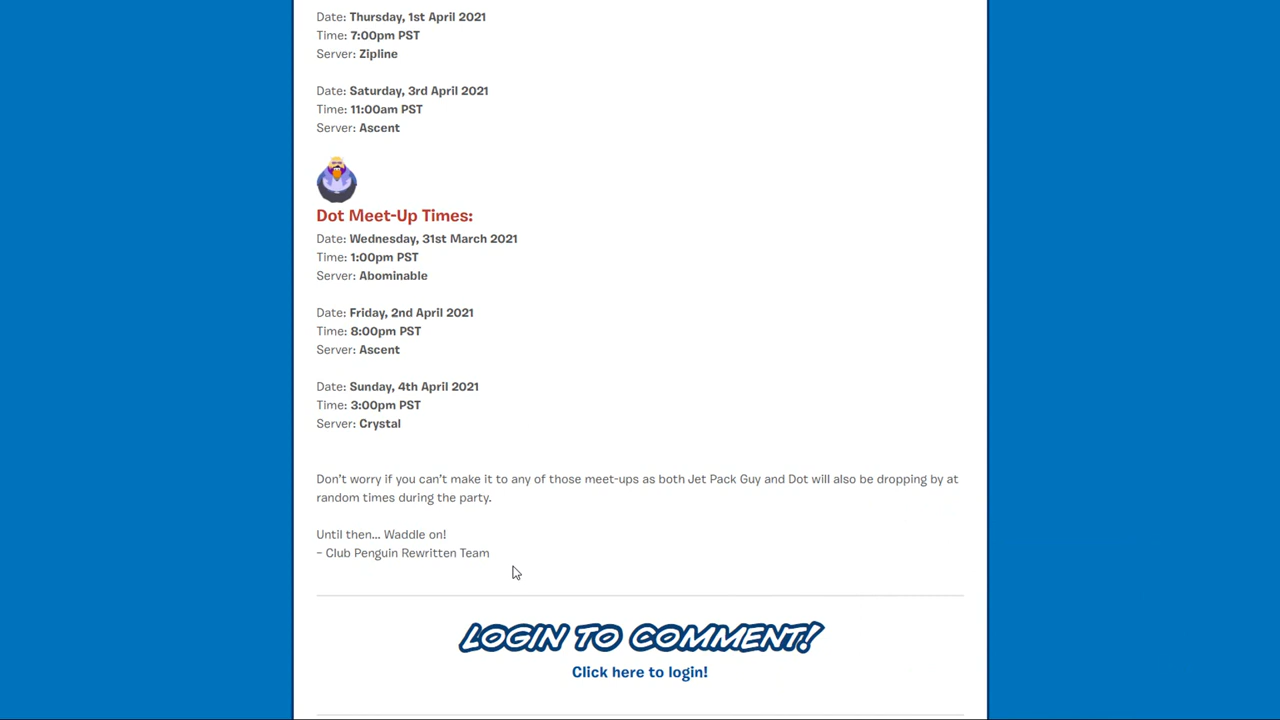 Date: Thursday, 1st April 2021
Time: 7:00pm PST
Server: Zipline
Date: Saturday, 3rd April 2021
Time: 11:00am PST
Server: Ascent
Dot Meet-Up Times:
Date: Wednesday, 31st March 2021
Time: 1:00pm PST
Server: Abominable
Date: Friday, 2nd April 2021
Time: 8:00pm PST
Server: Ascent
Date: Sunday, 4th April 2021
Time: 3:00pm PST
Server: Crystal
Don't worry if you can't make it to any of those meet-ups as both Jet Pack Guy and Dot will also be dropping by at
random times during the party.
Until then... Waddle on!
– Club Penguin Rewritten Team
LOGIN TO COMMENT!
Click here to login!